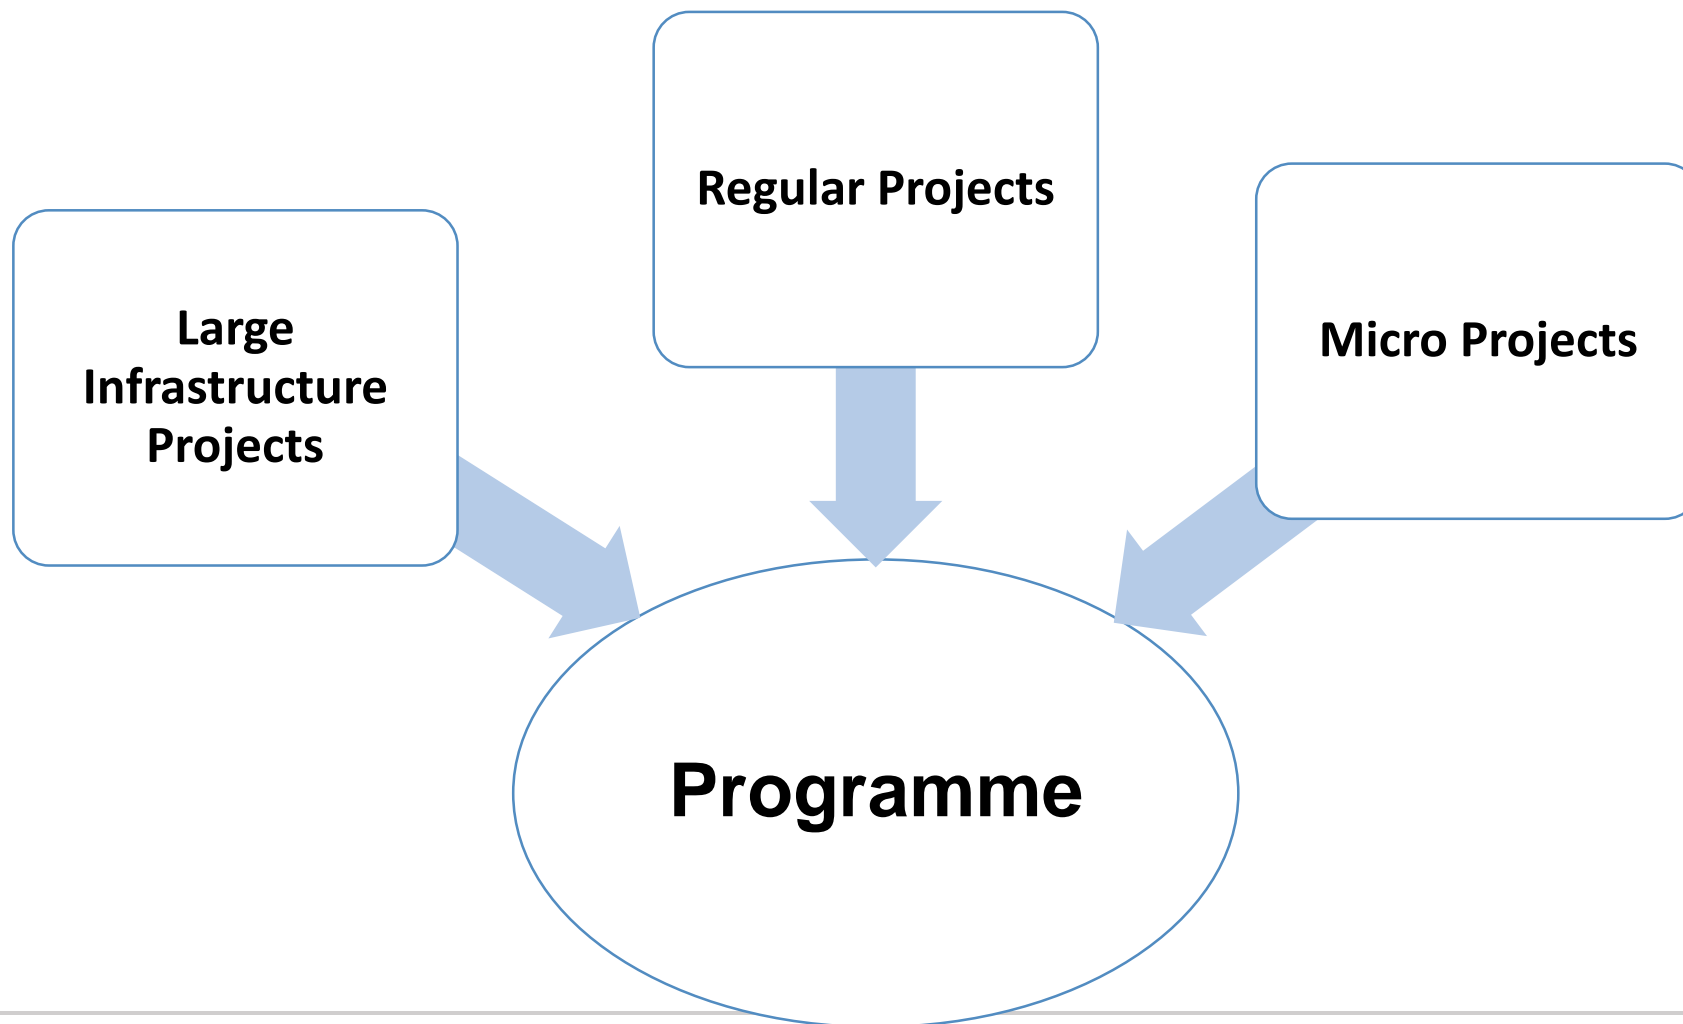 Regular Projects
Large
Infrastructure
Projects
Micro Projects
Programme